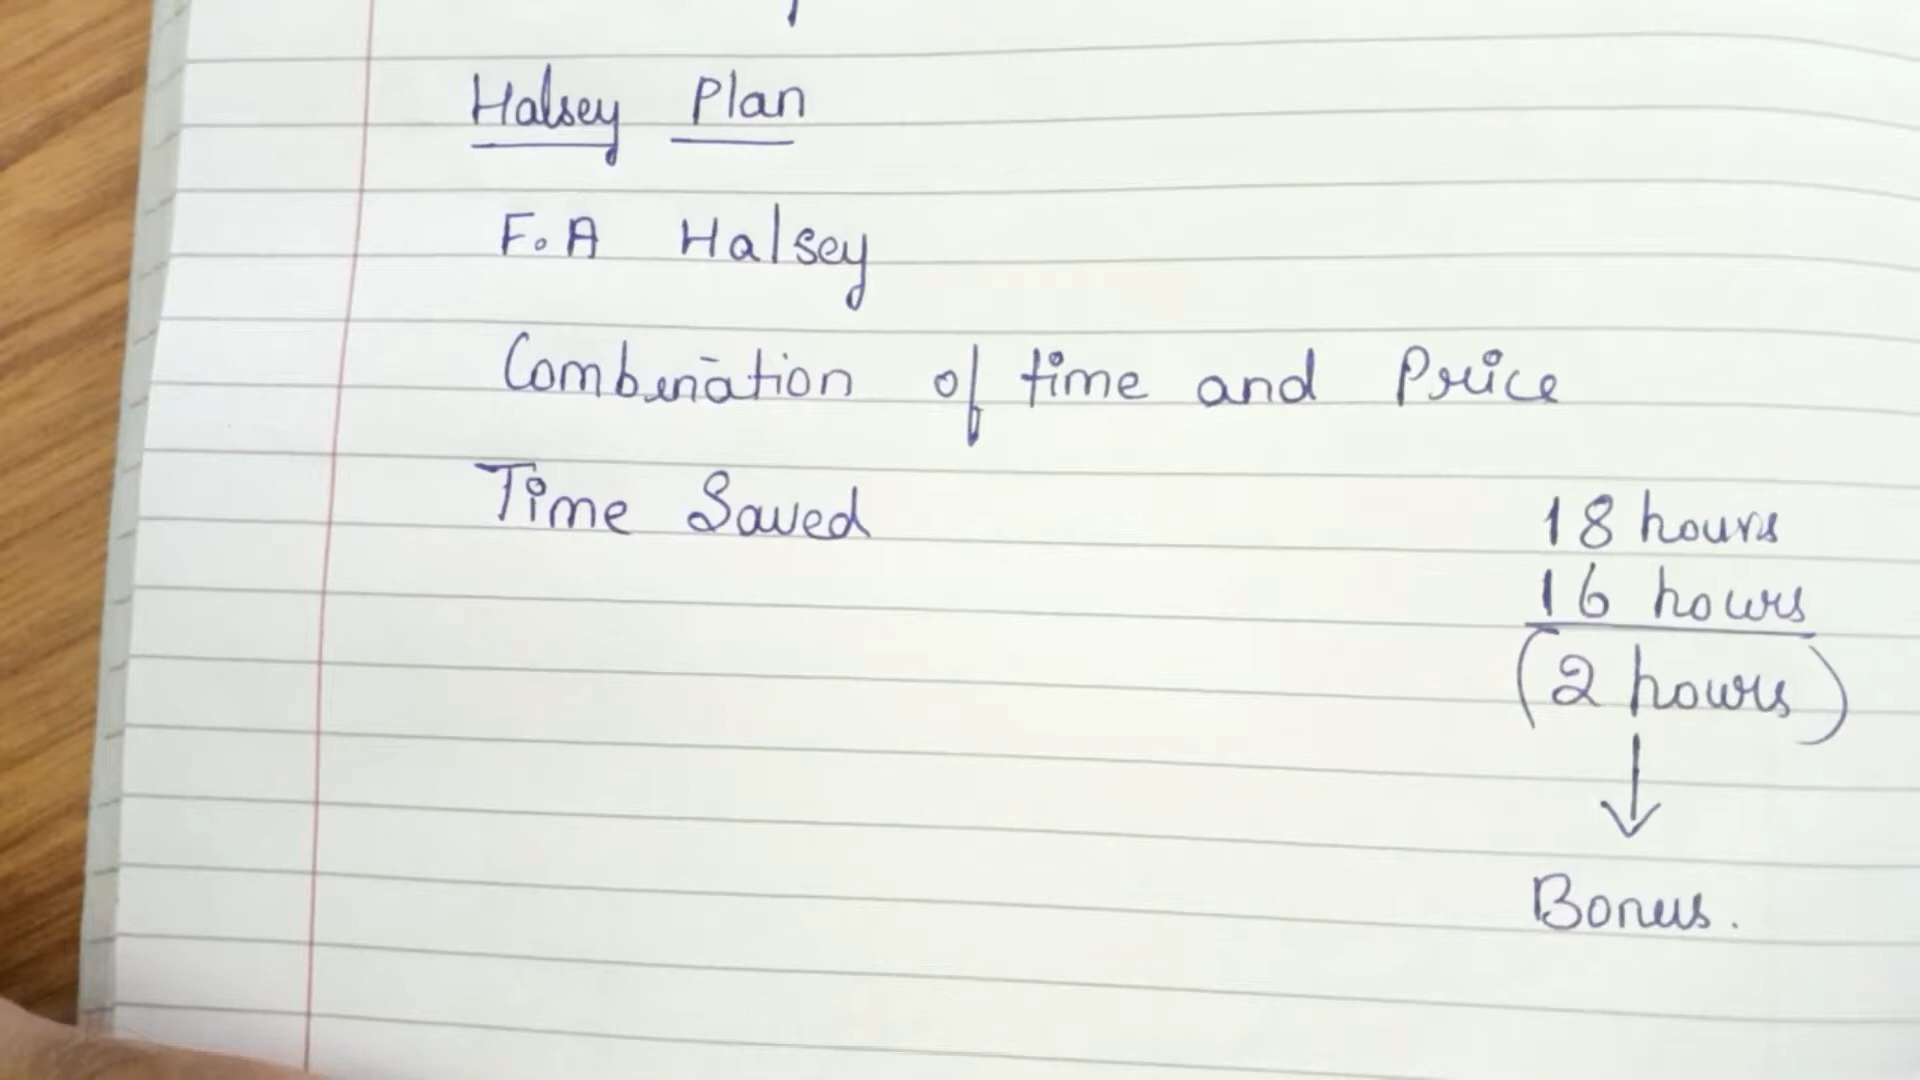 Halsey Plan
F.A Halsey
Combination of time and Price
Time Saved
18 hours
16 hours
(2 hours)
Bonus.